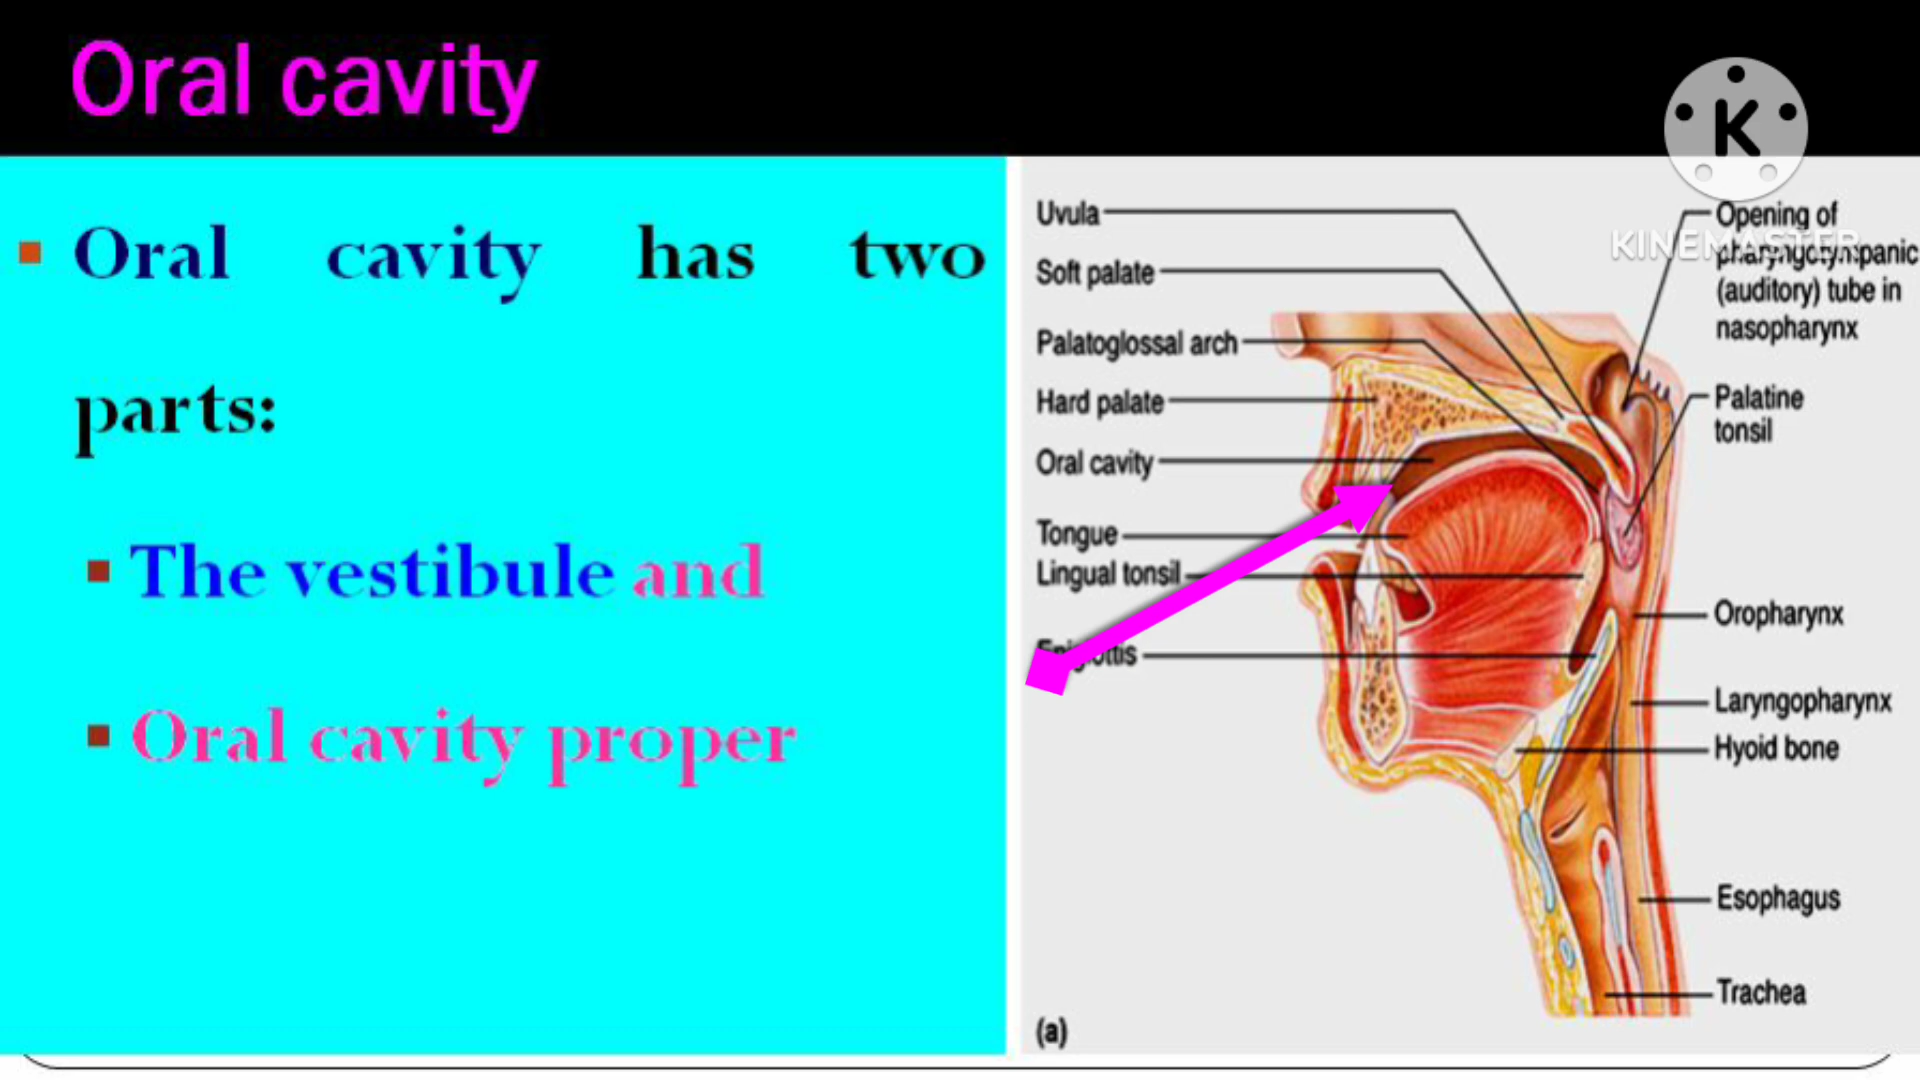 Oral cavity
K
KINEMASTER
Oral cavity has two
parts:
The vestibule and
Oral cavity proper
Uvula
Soft palate
Palatoglossal arch
Hard palate
Oral cavity
Tongue
Lingual tonsil
Opening of
(auditory) tube in
nasopharynx
Palatine
tonsil
Oropharynx
Laryngopharynx
Hyoid bone
Esophagus
Trachea
(a)